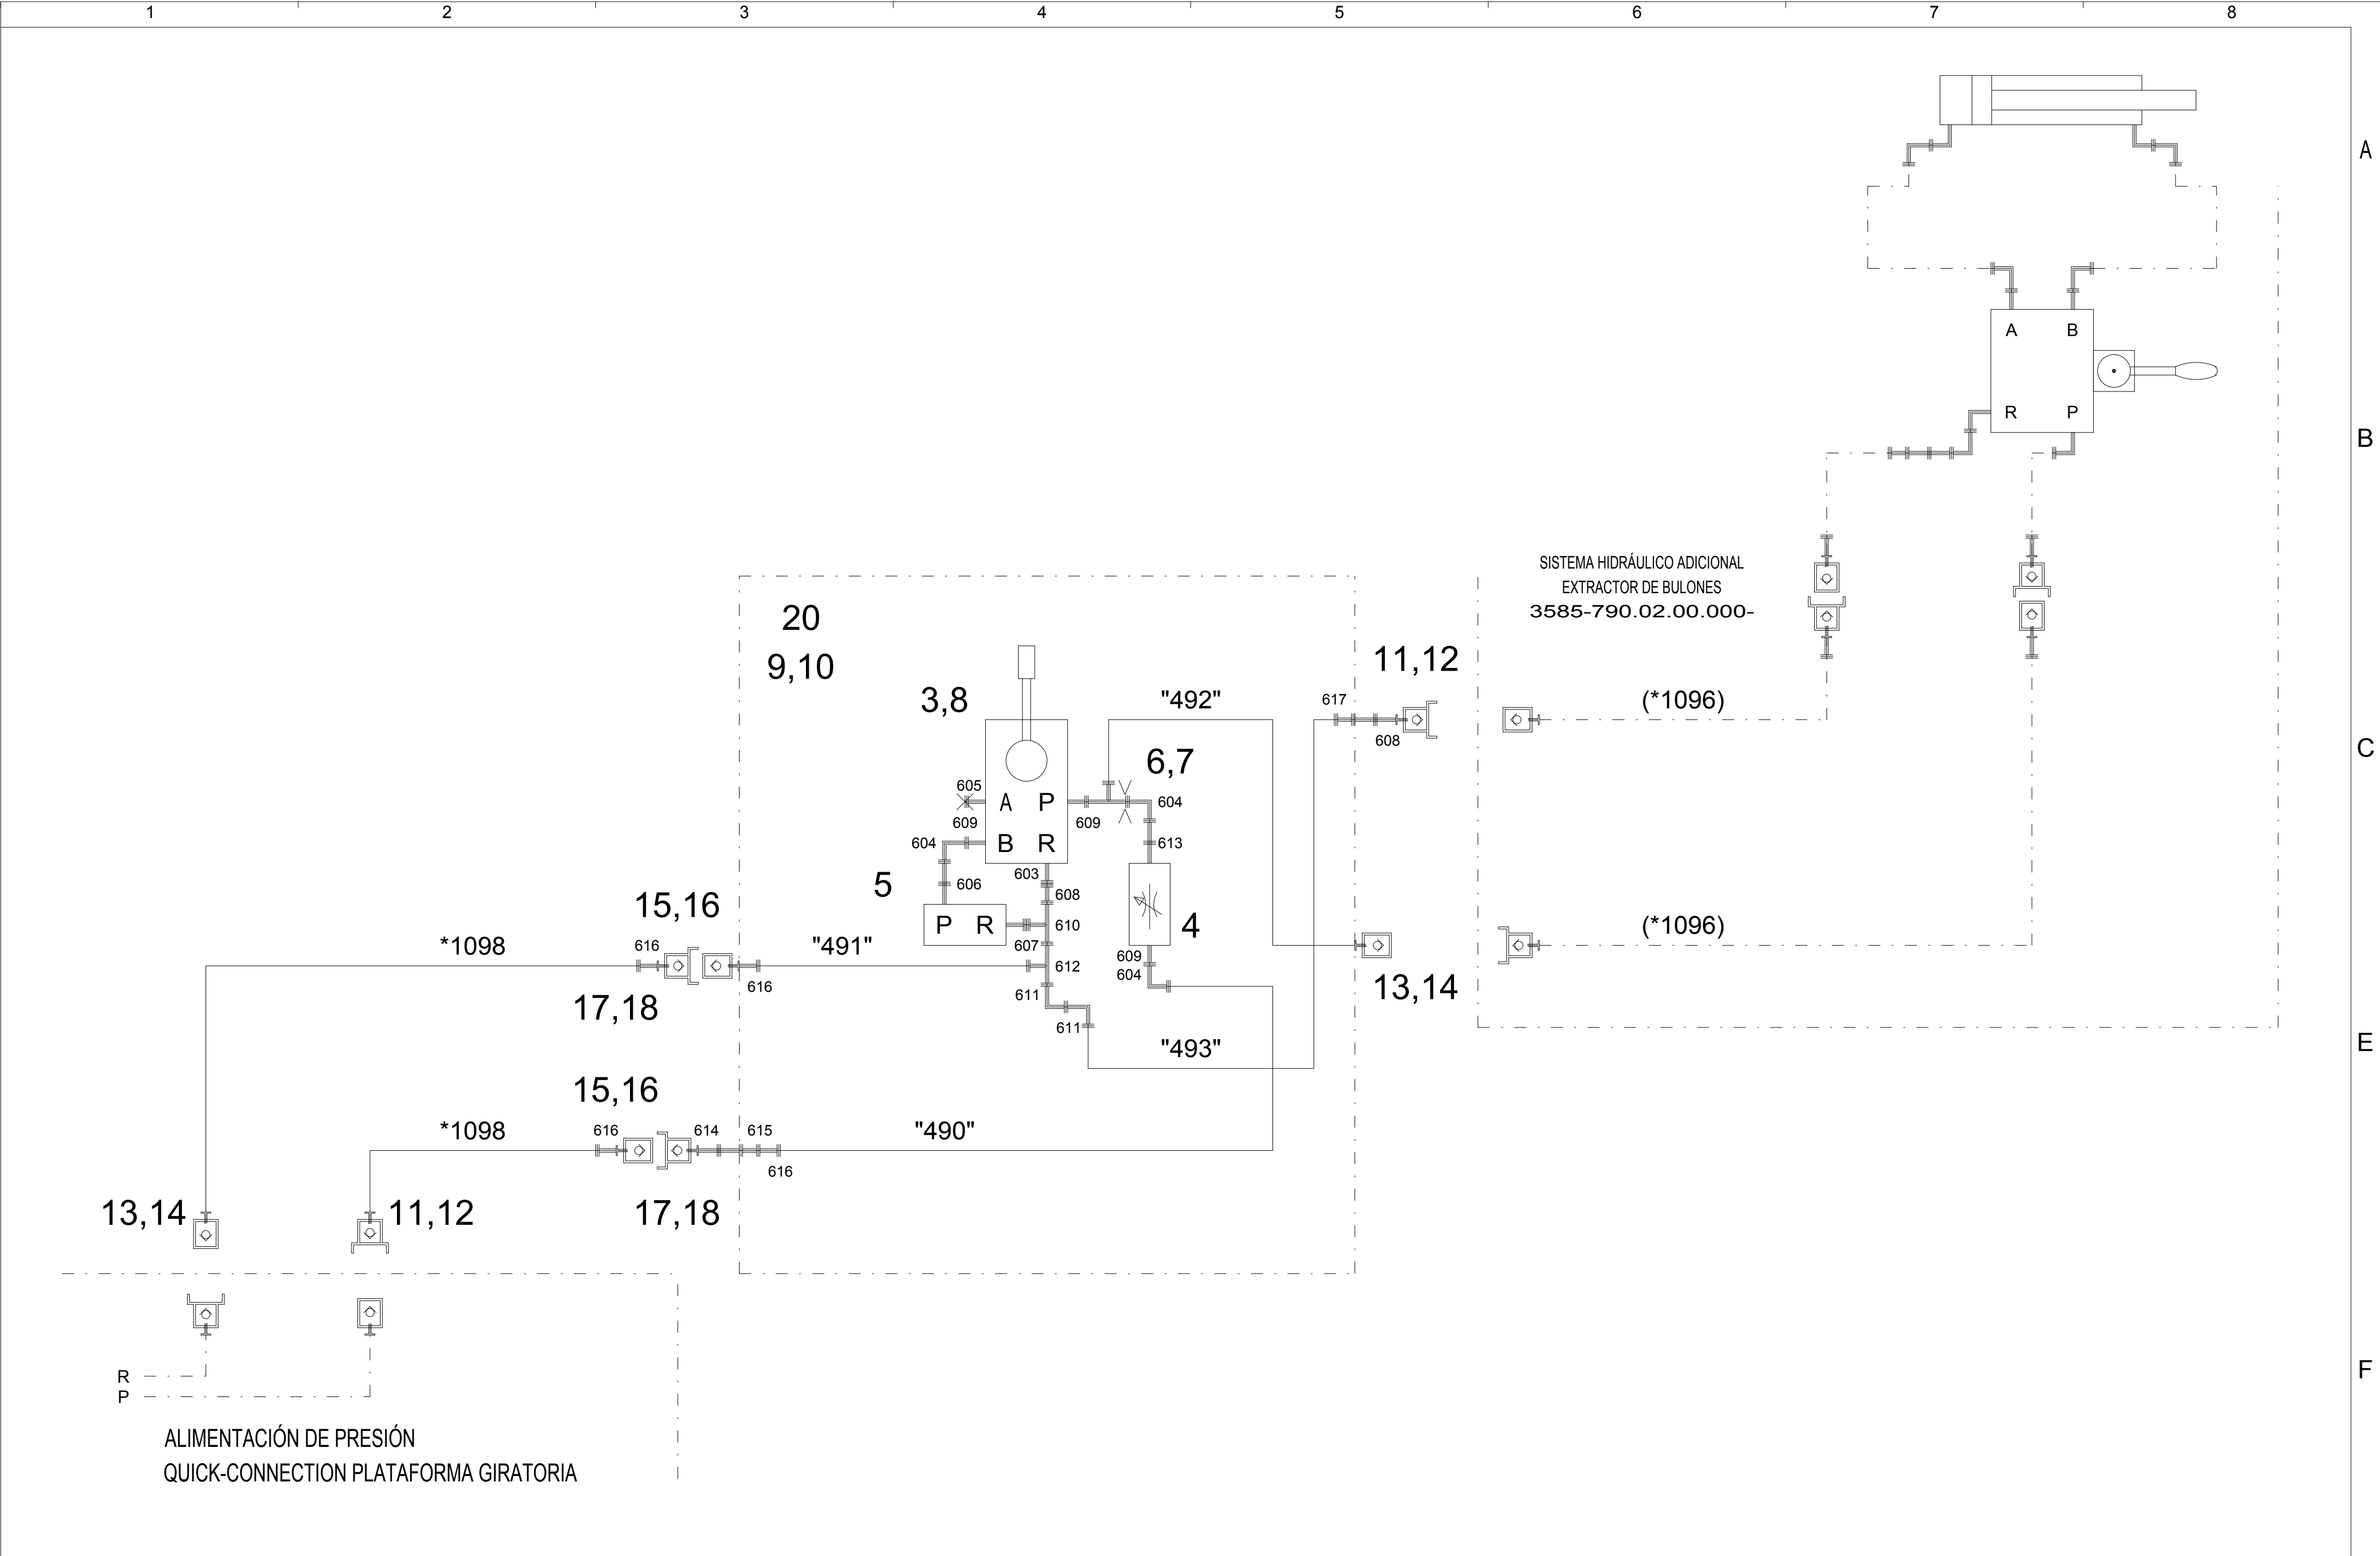 1 2 3 4 5 6 7 8
A
A B
R P
B
SISTEMA HIDRÁULICO ADICIONAL
EXTRACTOR DE BULONES
3585-790.02.00.000-
20
9,10
11,12
3,8
"492"
617
(*1096)
608
C
6,7
605
A P
604
609
609
604
B R
613
603
5
606
608
15,16
P R
610
4
(*1096)
*1098
616
"491"
607
609
612
604
616
13,14
17,18
611
611
"493"
E
15,16
*1098
616
614
615
"490"
616
13,14
11,12
17,18
R
P
F
ALIMENTACIÓN DE PRESIÓN
QUICK-CONNECTION PLATAFORMA GIRATORIA